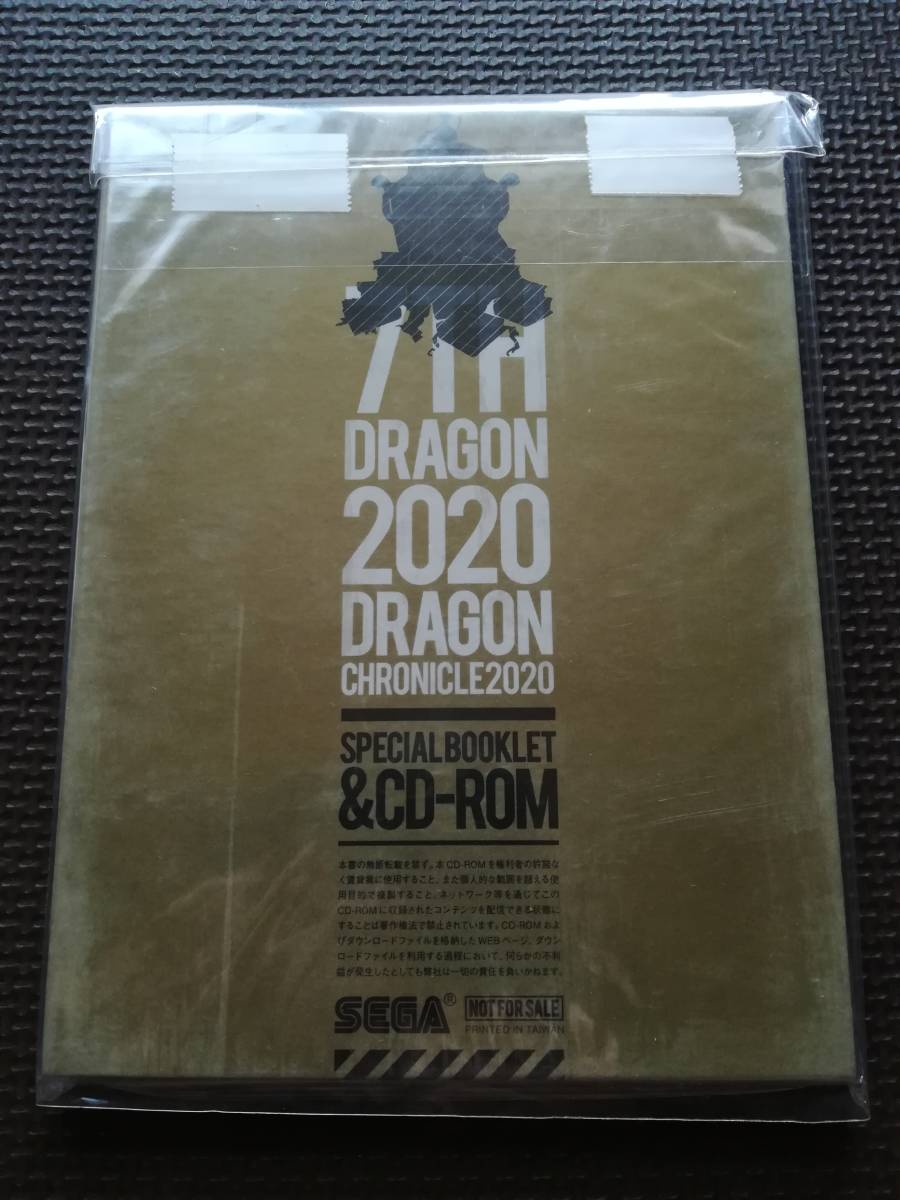 7TH
DRAGON
2020
DRAGON
CHRONICLE2020
SPECIAL BOOKLET
&CD-ROM
本書の無断転載を禁ず。本CD-ROMを権利者の許諾な
く賃貸業に使用すること、また個人的な範囲を超える使
用目的で複製すること、ネットワーク等を通じてこの
CD-ROMに収録されたコンテンツを配信できる状態に
することは著作権法で禁止されています。CD-ROMおよ
びダウンロードファイルを格納したWEBページ、ダウン
ロードファイルを利用する過程において、何らかの不利
益が発生したとしても弊社は一切の責任を負いかねます。
SEGA®
NOT FOR SALE
PRINTED IN TAIWAN